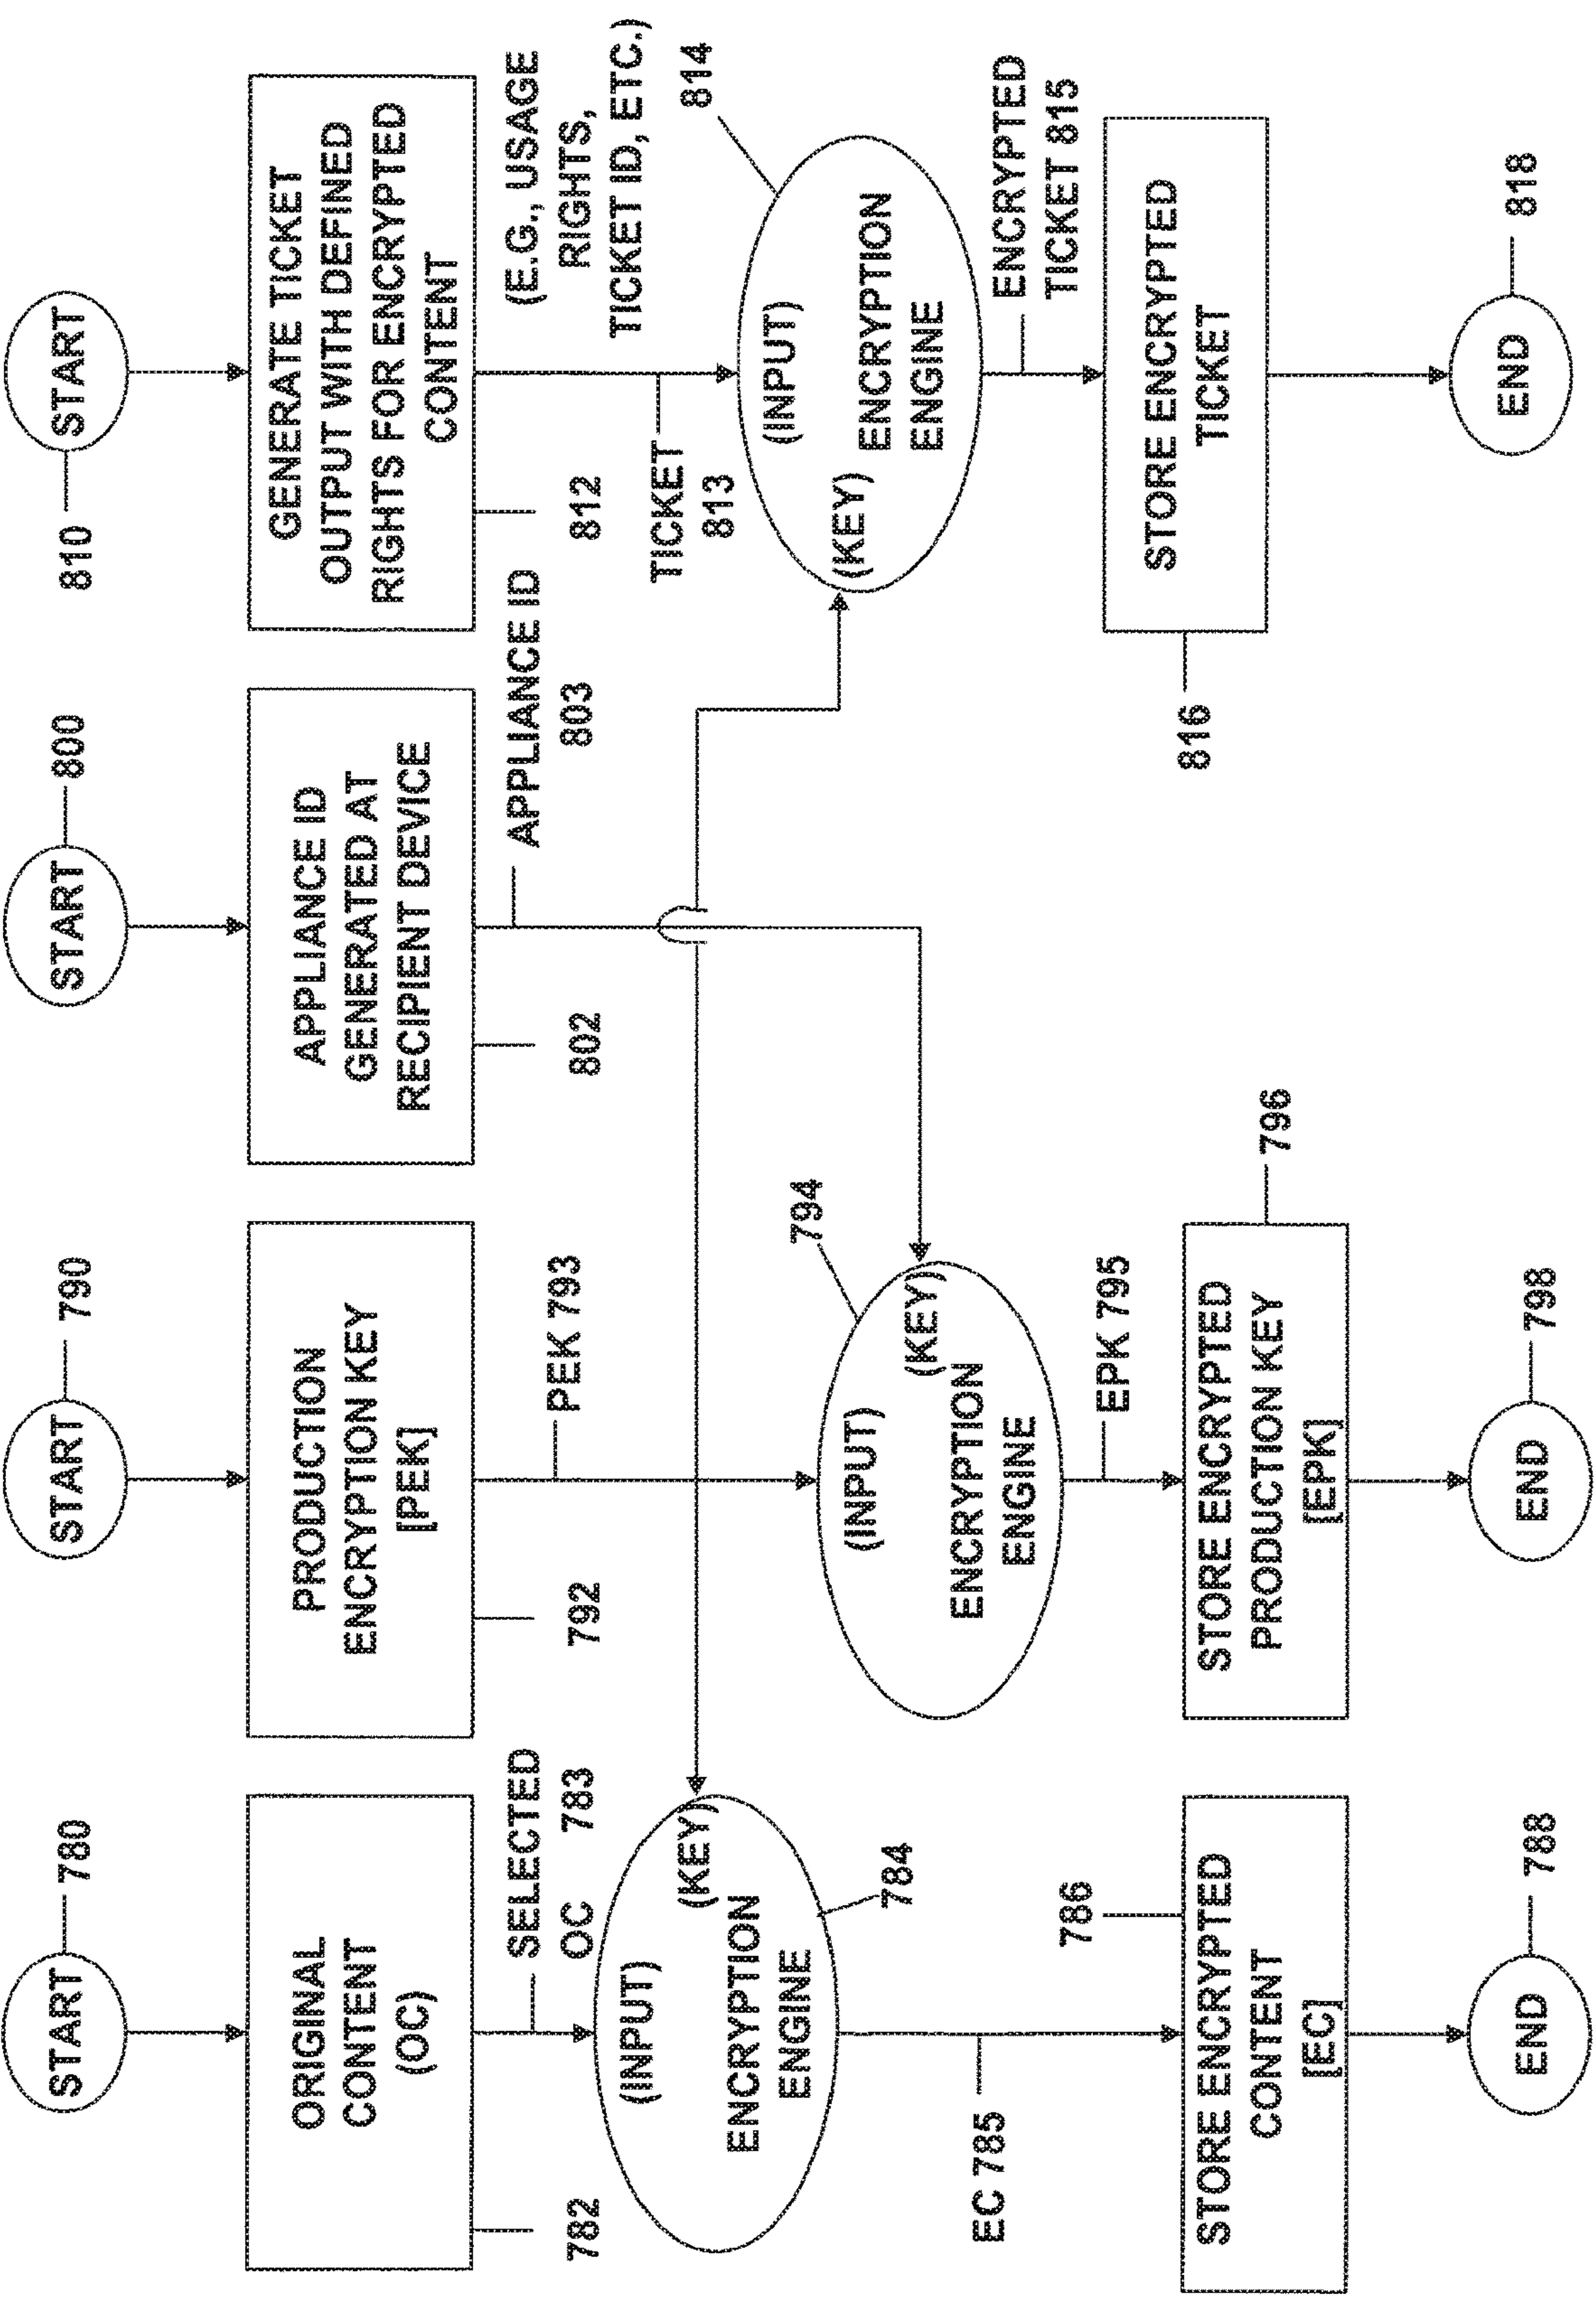 START
780
ORIGINAL
CONTENT
(OC)
782
SELECTED
OC 783
(INPUT)
(KEY)
ENCRYPTION
ENGINE
784
EC 785
786
STORE ENCRYPTED
CONTENT
[EC]
END
788
START
790
PRODUCTION
ENCRYPTION KEY
[PEK]
792
PEK 793
794
(INPUT)
(KEY)
ENCRYPTION
ENGINE
EPK 795
STORE ENCRYPTED
PRODUCTION KEY
[EPK]
796
END
798
START
800
APPLIANCE ID
GENERATED AT
RECIPIENT DEVICE
802
APPLIANCE ID
803
810
START
GENERATE TICKET
OUTPUT WITH DEFINED
RIGHTS FOR ENCRYPTED
CONTENT
812
(E.G., USAGE
RIGHTS,
TICKET ID, ETC.)
TICKET
813
814
(INPUT)
(KEY)
ENCRYPTION
ENGINE
ENCRYPTED
TICKET 815
STORE ENCRYPTED
TICKET
816
END
818